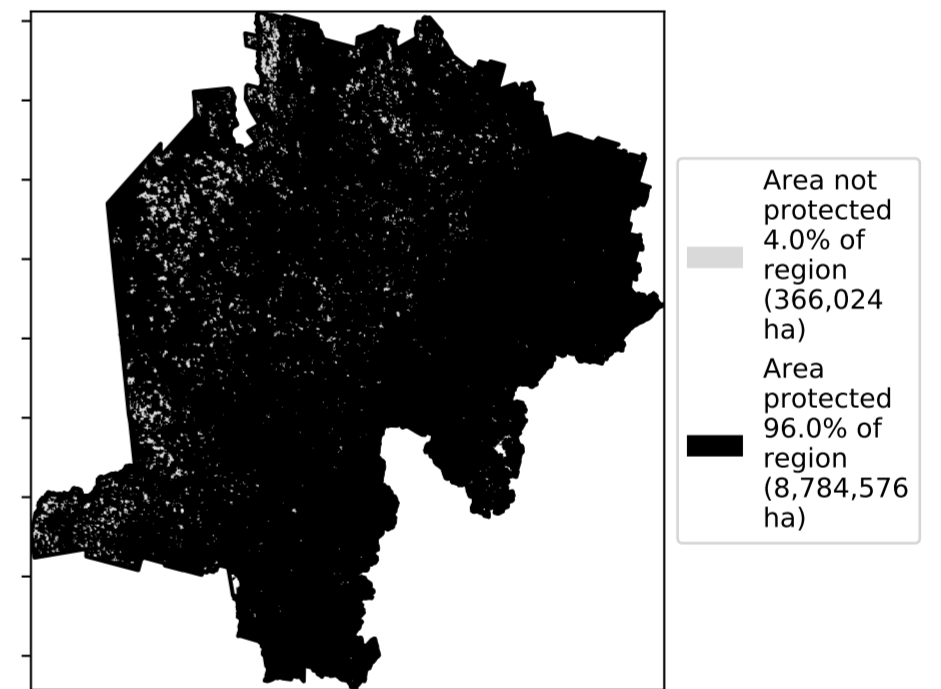 Area not
protected
4.0% of
region
(366,024
ha)
Area
protected
96.0% of
region
(8,784,576
ha)